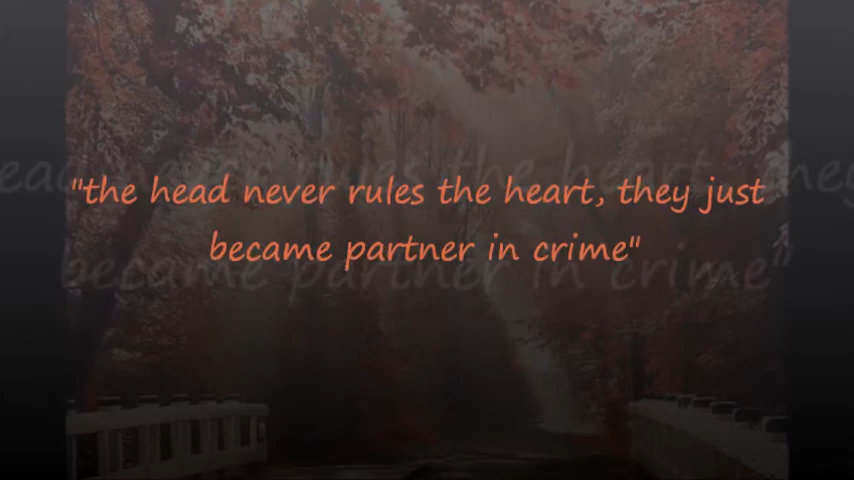 "the head never rules the heart, they just
became partner in crime"